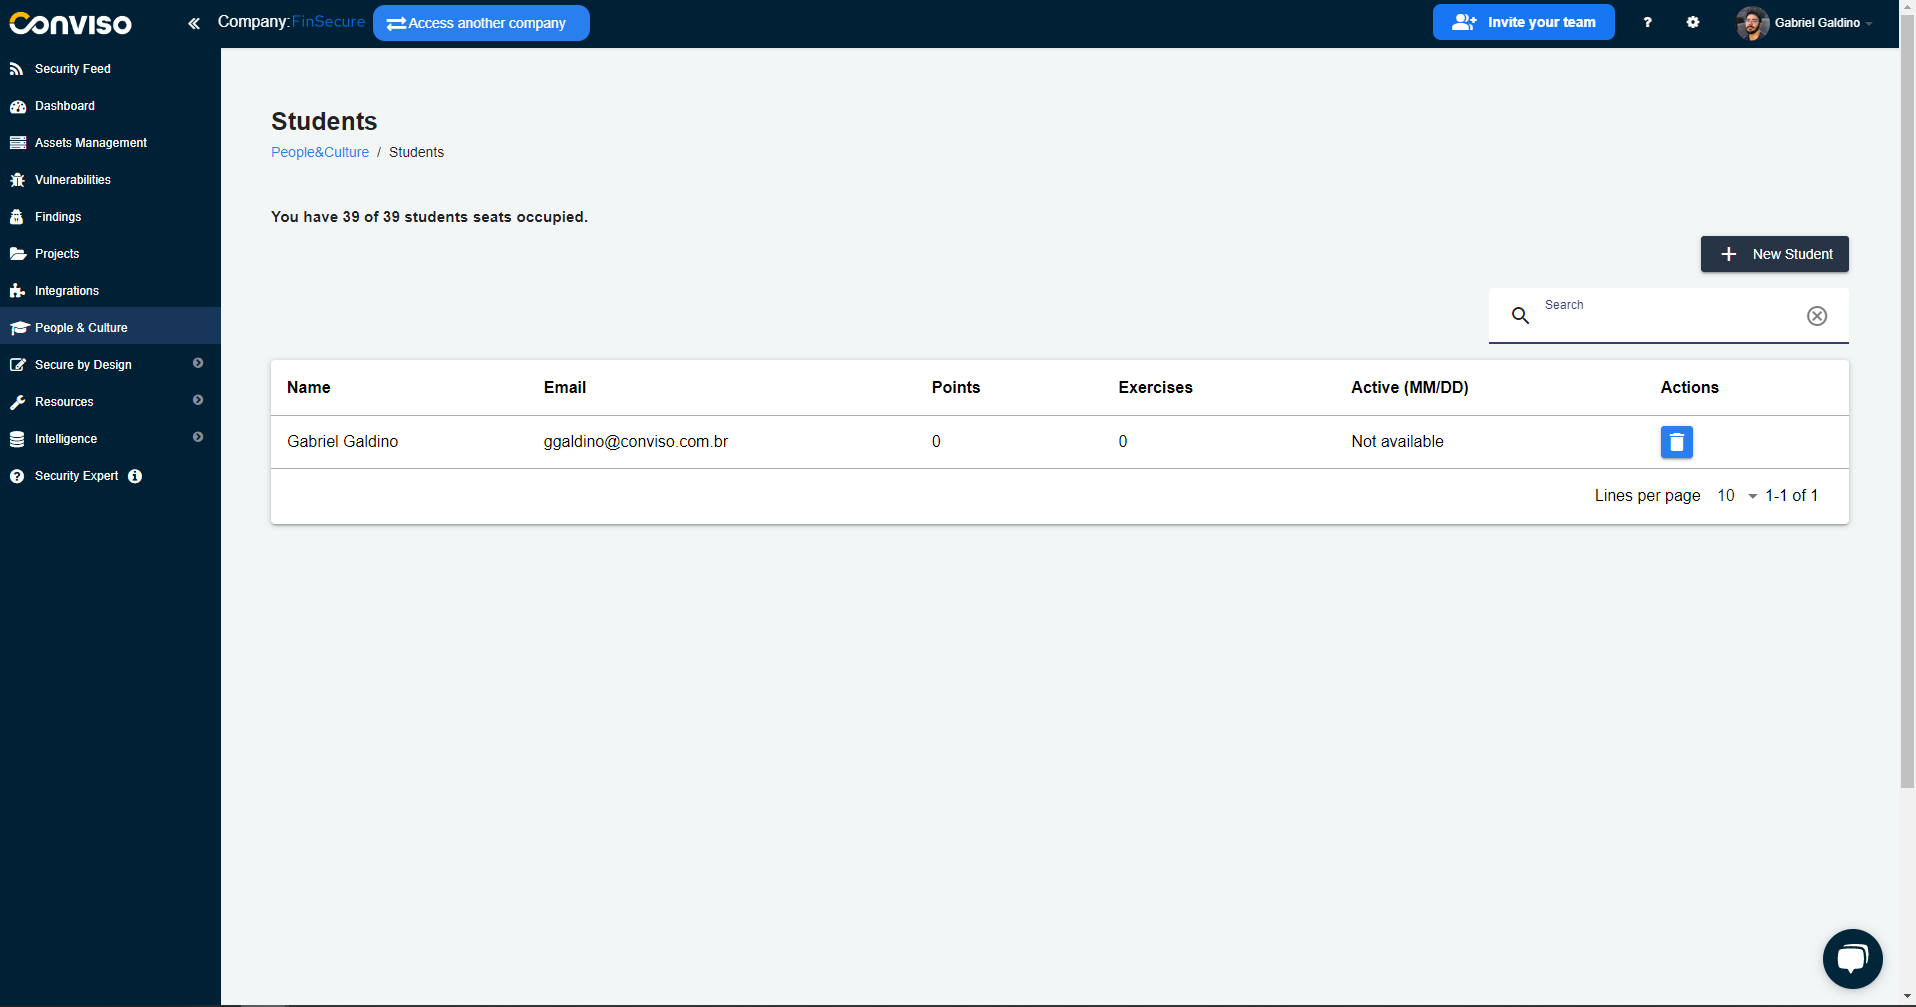 Conviso
Company:FinSecure
Access another company
Invite your team
?
Gabriel Galdino
Security Feed
Dashboard
Assets Management
Vulnerabilities
Findings
Projects
Integrations
People & Culture
Secure by Design
Resources
Intelligence
Security Expert
Students
People&Culture / Students
You have 39 of 39 students seats occupied.
New Student
Search
Name Email Points Exercises Active (MM/DD) Actions
Gabriel Galdino ggaldino@conviso.com.br 0 0 Not available
Lines per page 10 1-1 of 1